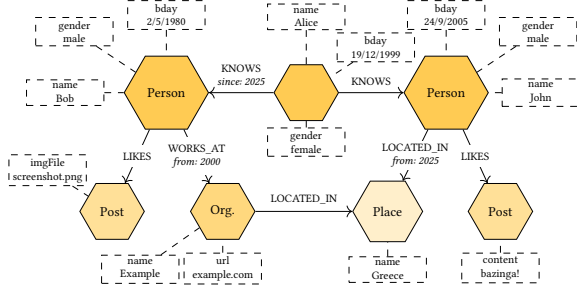 bday
2/5/1980
name
Alice
bday
24/9/2005
gender
male
gender
male
bday
19/12/1999
name
Bob
Person
KNOWS
since: 2025
KNOWS
Person
name
John
gender
female
LIKES
WORKS_AT
from: 2000
LOCATED_IN
from: 2025
LIKES
imgFile
screenshot.png
Post
Org.
LOCATED_IN
Place
Post
name
Example
url
example.com
name
Greece
content
bazinga!